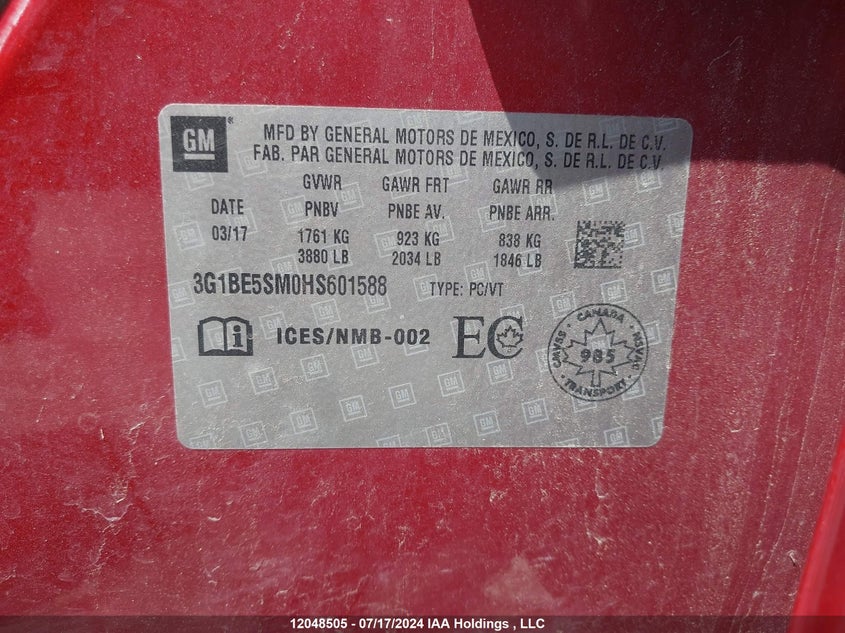 GM ®
MFD BY GENERAL MOTORS DE MEXICO, S. DE R.L. DE C.V.
FAB. PAR GENERAL MOTORS DE MEXICO, S. DE R.L. DE C.V.
GVWR GAWR FRT GAWR RR
DATE PNBV PNBE AV. PNBE ARR.
03/17 1761 KG 923 KG 838 KG
3880 LB 2034 LB 1846 LB
3G1BE5SM0HS601588 TYPE: PC/VT
i ICES/NMB-002 EC
CANADA
CMVSS NSVAC
985
TRANSPORT
12048505 - 07/17/2024 IAA Holdings , LLC